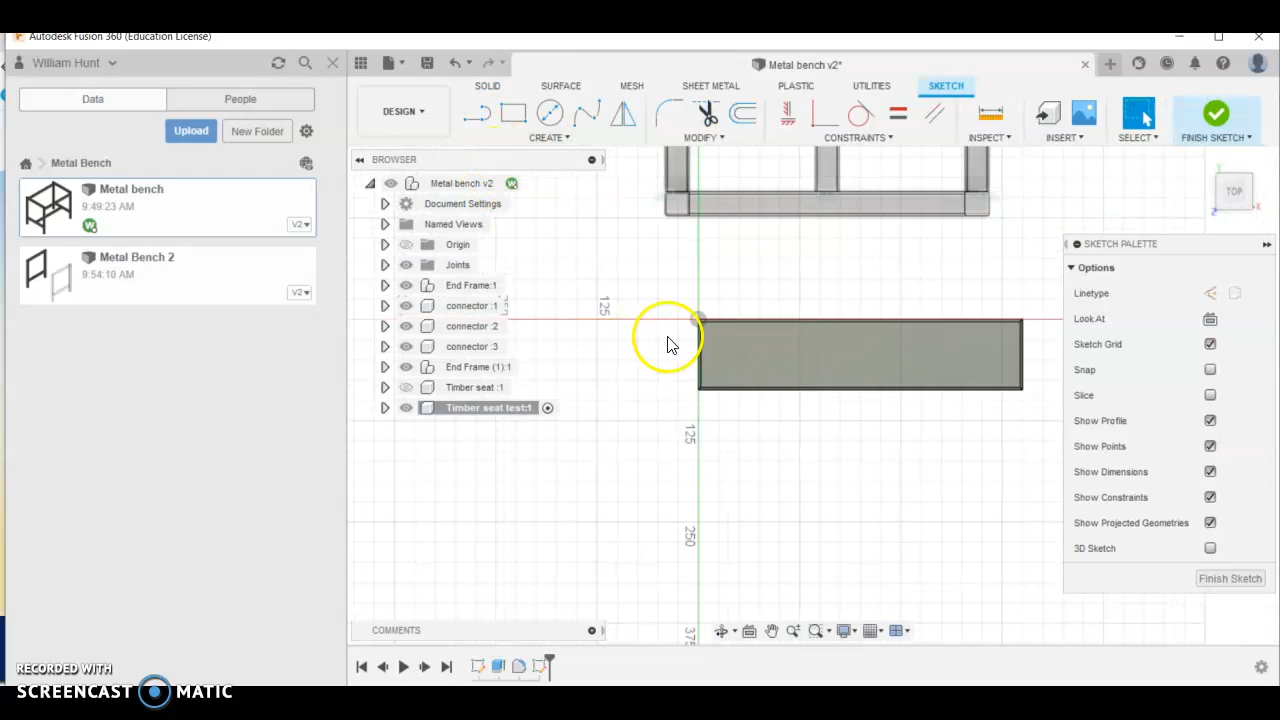 Autodesk Fusion 360 (Education License)
William Hunt
Metal bench v2*
Data
People
Upload
New Folder
Metal Bench
Metal bench
9:49:23 AM
V2
Metal Bench 2
9:54:10 AM
V2
DESIGN
SOLID
SURFACE
MESH
SHEET METAL
PLASTIC
UTILITIES
SKETCH
CREATE
MODIFY
CONSTRAINTS
INSPECT
INSERT
SELECT
FINISH SKETCH
BROWSER
Metal bench v2
Document Settings
Named Views
Origin
Joints
End Frame:1
connector :1
connector :2
connector :3
End Frame (1):1
Timber seat :1
Timber seat test:1
125
125
250
375
TOP
X
Z
SKETCH PALETTE
Options
Linetype
Look At
Sketch Grid
Snap
Slice
Show Profile
Show Points
Show Dimensions
Show Constraints
Show Projected Geometries
3D Sketch
Finish Sketch
COMMENTS
RECORDED WITH
SCREENCAST MATIC